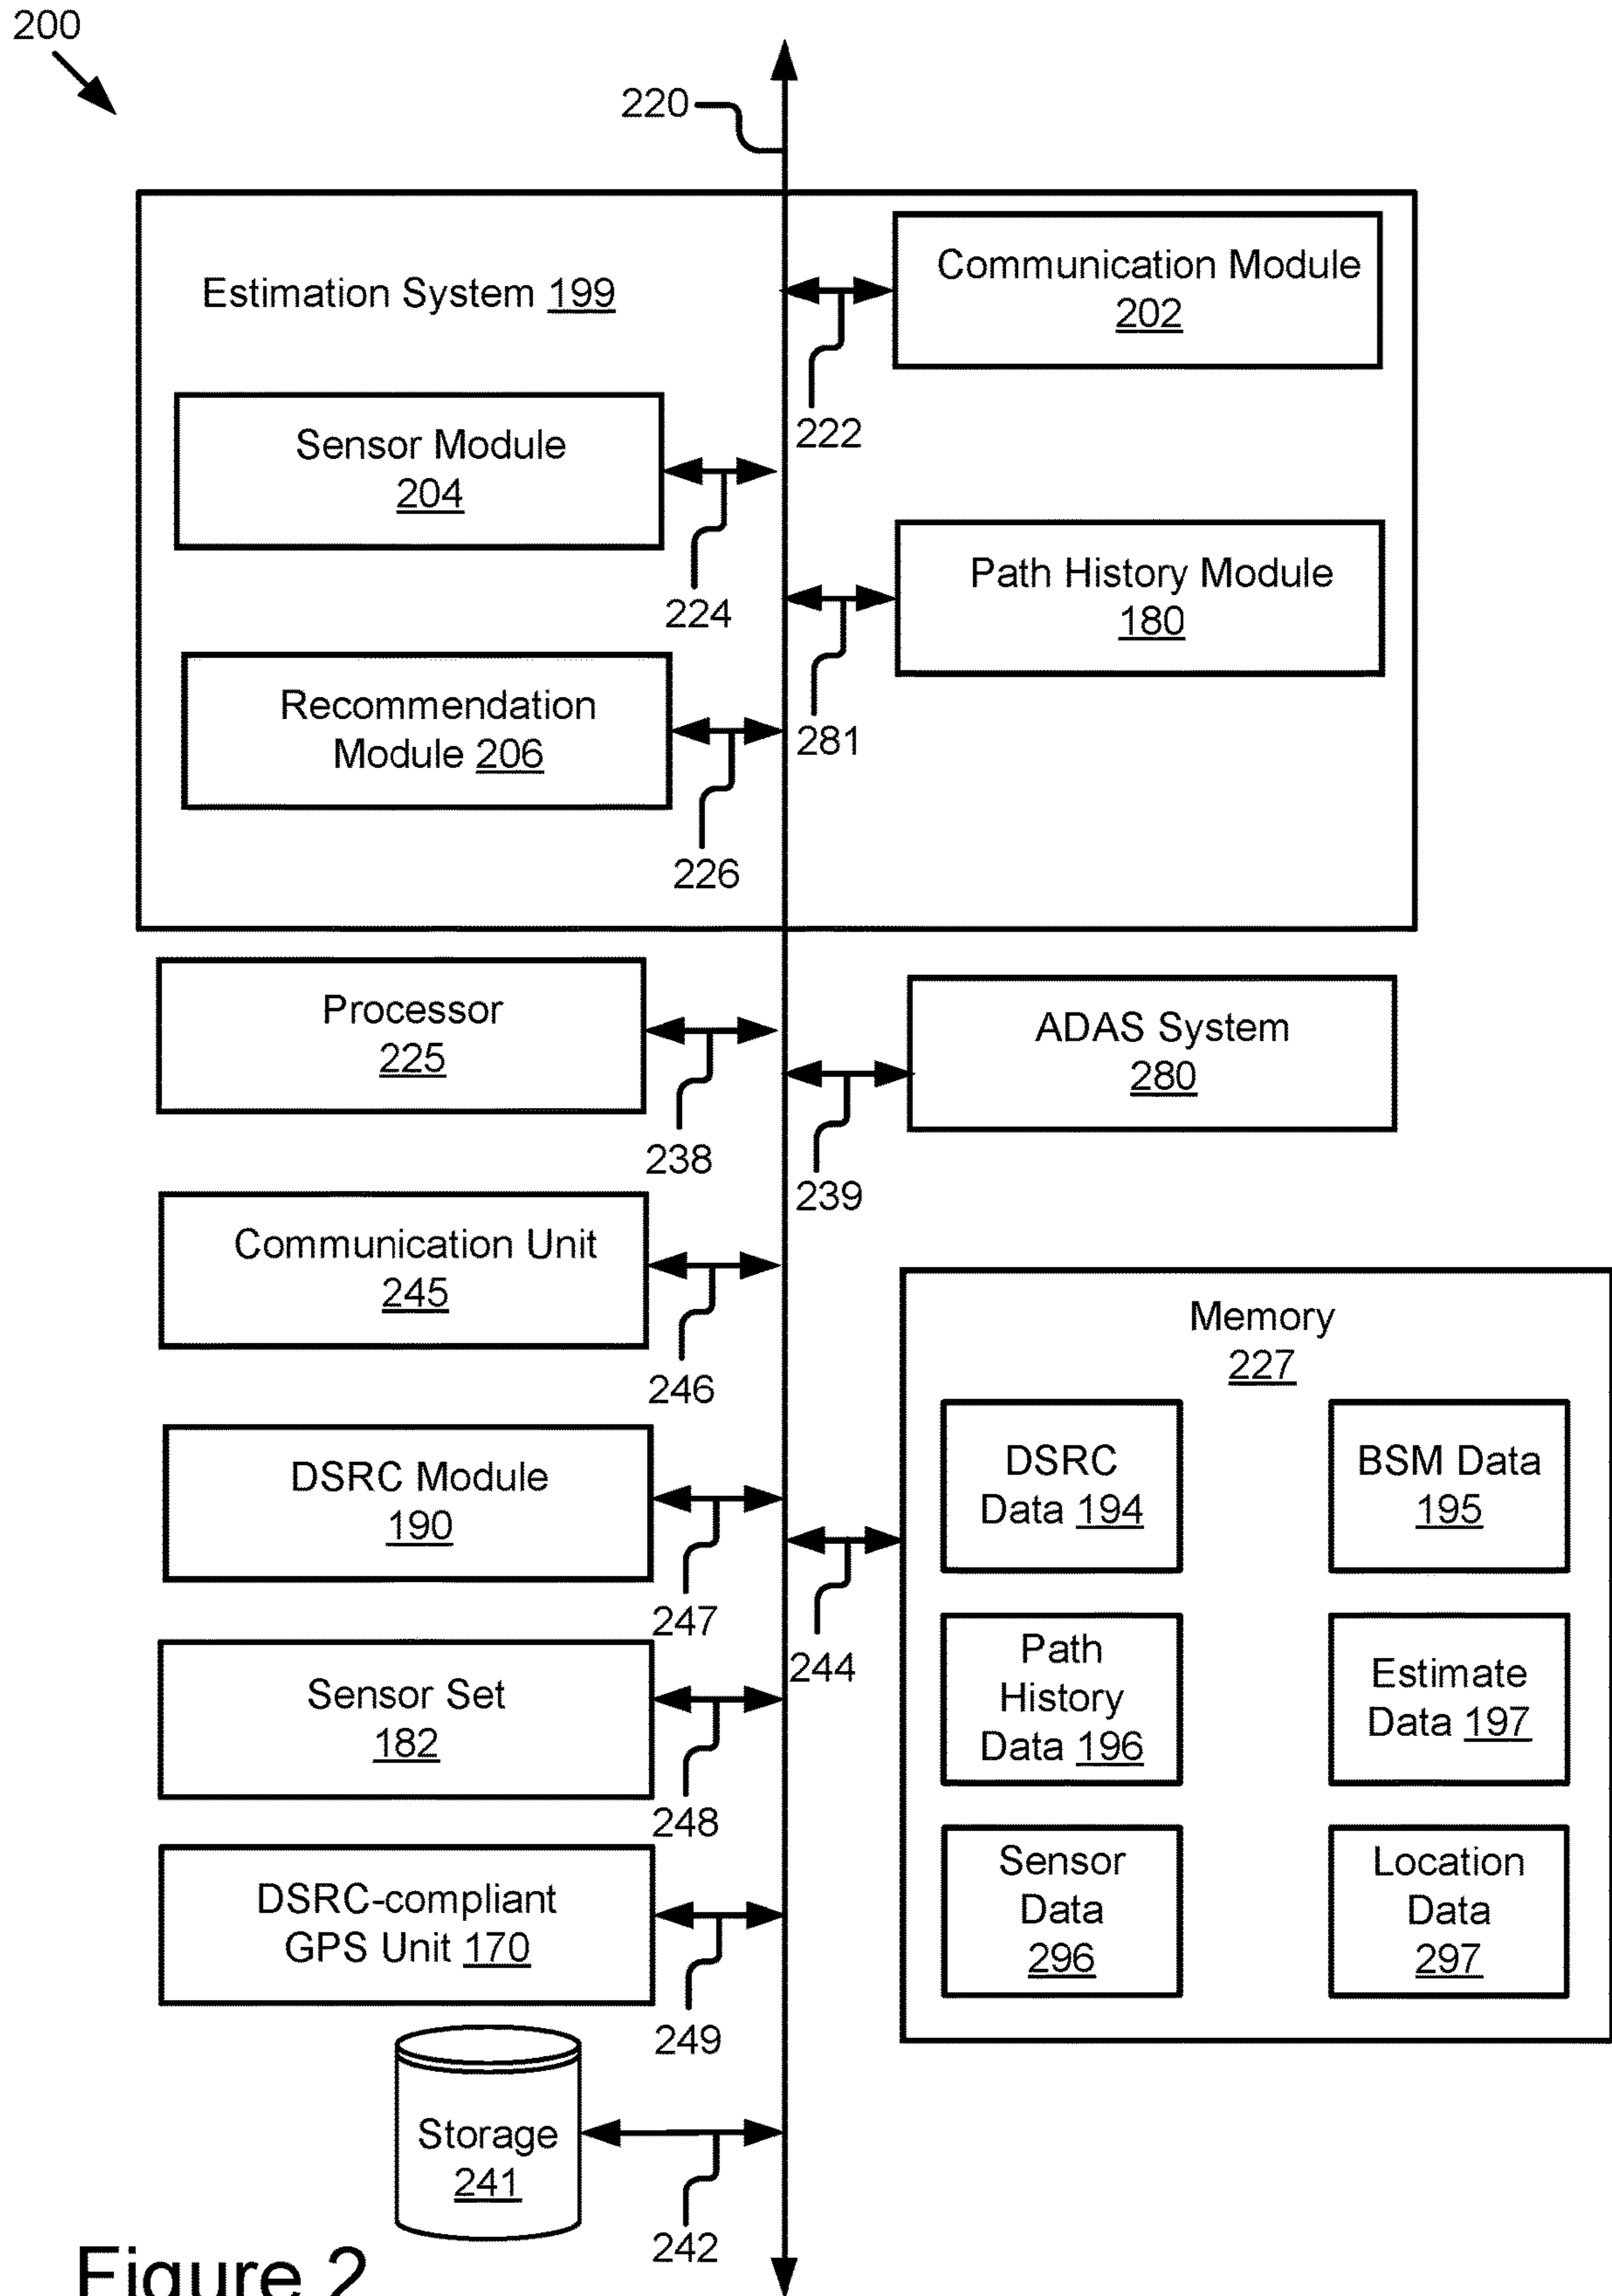 200
220
Estimation System 199
Communication Module
202
222
Sensor Module
204
224
Path History Module
180
281
Recommendation
Module 206
226
Processor
225
238
ADAS System
280
239
Communication Unit
245
246
Memory
227
DSRC
Data 194
BSM Data
195
DSRC Module
190
247
244
Path
History
Data 196
Estimate
Data 197
Sensor Set
182
248
Sensor
Data
296
Location
Data
297
DSRC-compliant
GPS Unit 170
249
Storage
241
242
Figure 2